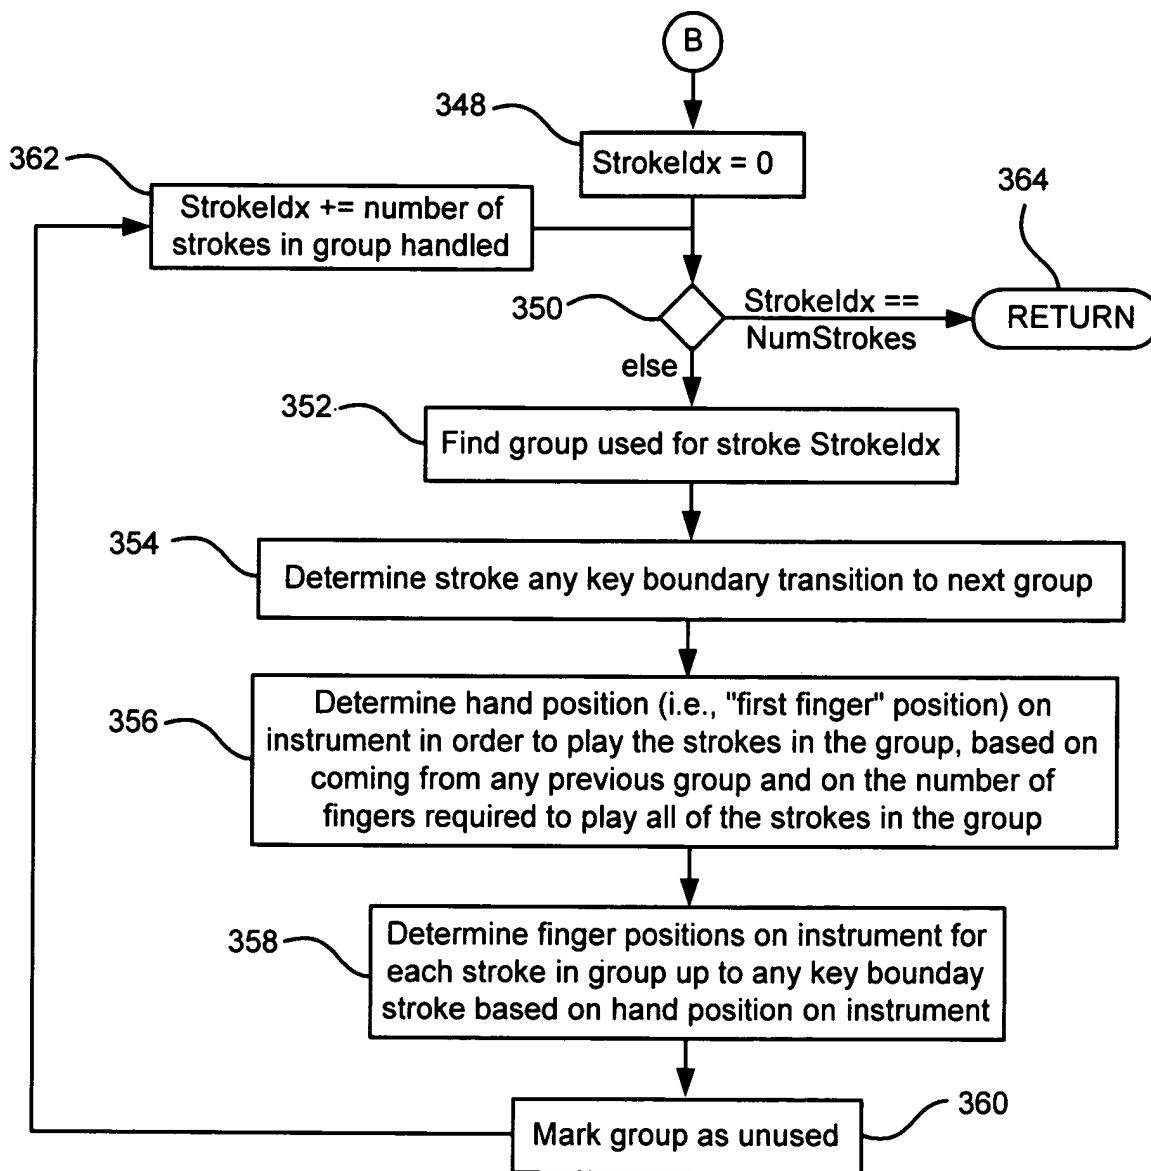 B
348
StrokeIdx = 0
362
StrokeIdx += number of
strokes in group handled
364
350
StrokeIdx ==
NumStrokes
RETURN
else
352
Find group used for stroke StrokeIdx
354
Determine stroke any key boundary transition to next group
356
Determine hand position (i.e., "first finger" position) on
instrument in order to play the strokes in the group, based on
coming from any previous group and on the number of
fingers required to play all of the strokes in the group
358
Determine finger positions on instrument for
each stroke in group up to any key bounday
stroke based on hand position on instrument
360
Mark group as unused